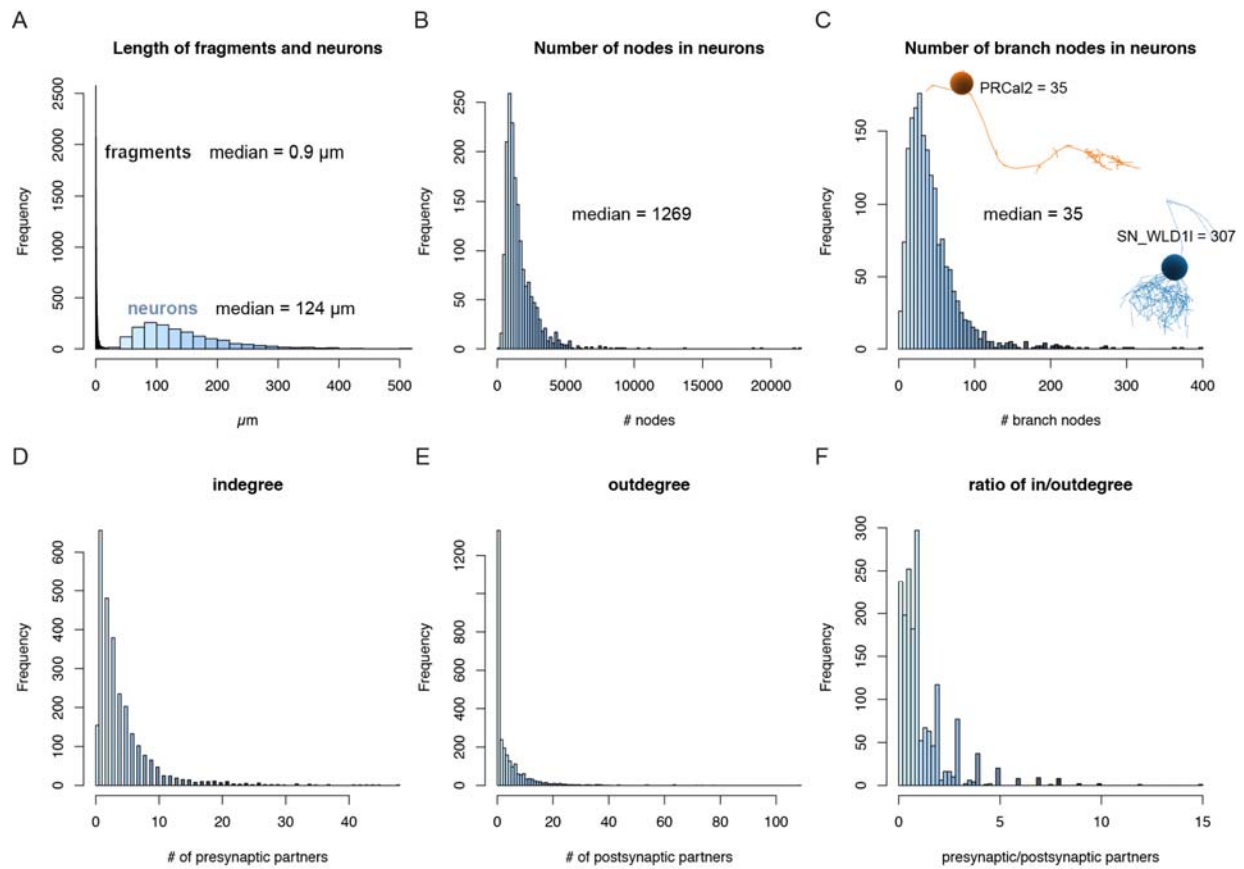 A
Length of fragments and neurons
Frequency
2500
2000
1500
1000
500
0
fragments median = 0.9 µm
neurons median = 124 µm
0 100 200 300 400 500
µm
B
Number of nodes in neurons
Frequency
250
200
150
100
50
0
median = 1269
0 5000 10000 20000
# nodes
C
Number of branch nodes in neurons
Frequency
150
100
50
0
PRCal2 = 35
median = 35
SN_WLD1l = 307
0 100 200 300 400
# branch nodes
D
indegree
Frequency
600
500
400
300
200
100
0
0 10 20 30 40
# of presynaptic partners
E
outdegree
Frequency
1200
1000
800
600
400
200
0
0 20 40 60 80 100
# of postsynaptic partners
F
ratio of in/outdegree
Frequency
300
250
200
150
100
50
0
0 5 10 15
presynaptic/postsynaptic partners